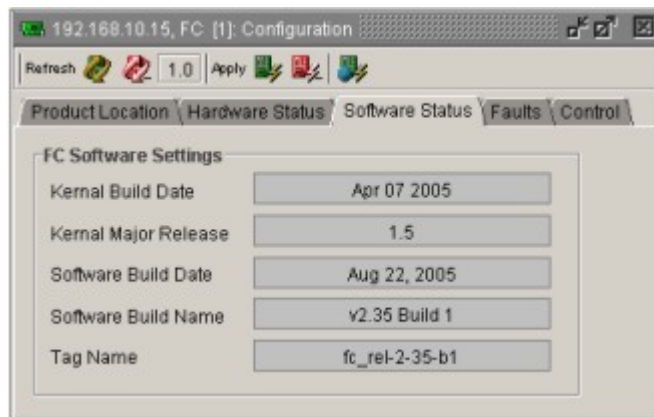 192.168.10.15, FC [1]: Configuration
Refresh 1.0 Apply
Product Location Hardware Status Software Status Faults Control
FC Software Settings
Kernal Build Date Apr 07 2005
Kernal Major Release 1.5
Software Build Date Aug 22, 2005
Software Build Name v2.35 Build 1
Tag Name fc_rel-2-35-b1